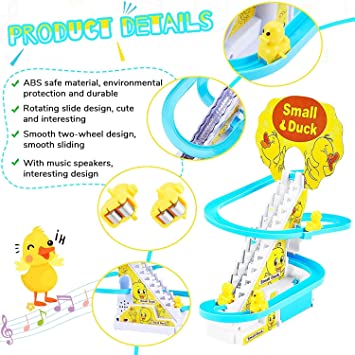 PRODUCT DETAILS
ABS safe material, environmental
protection and durable
Rotating slide design, cute
and interesting
Smooth two-wheel design,
smooth sliding
With music speakers,
interesting design
Small
& Duck
iH